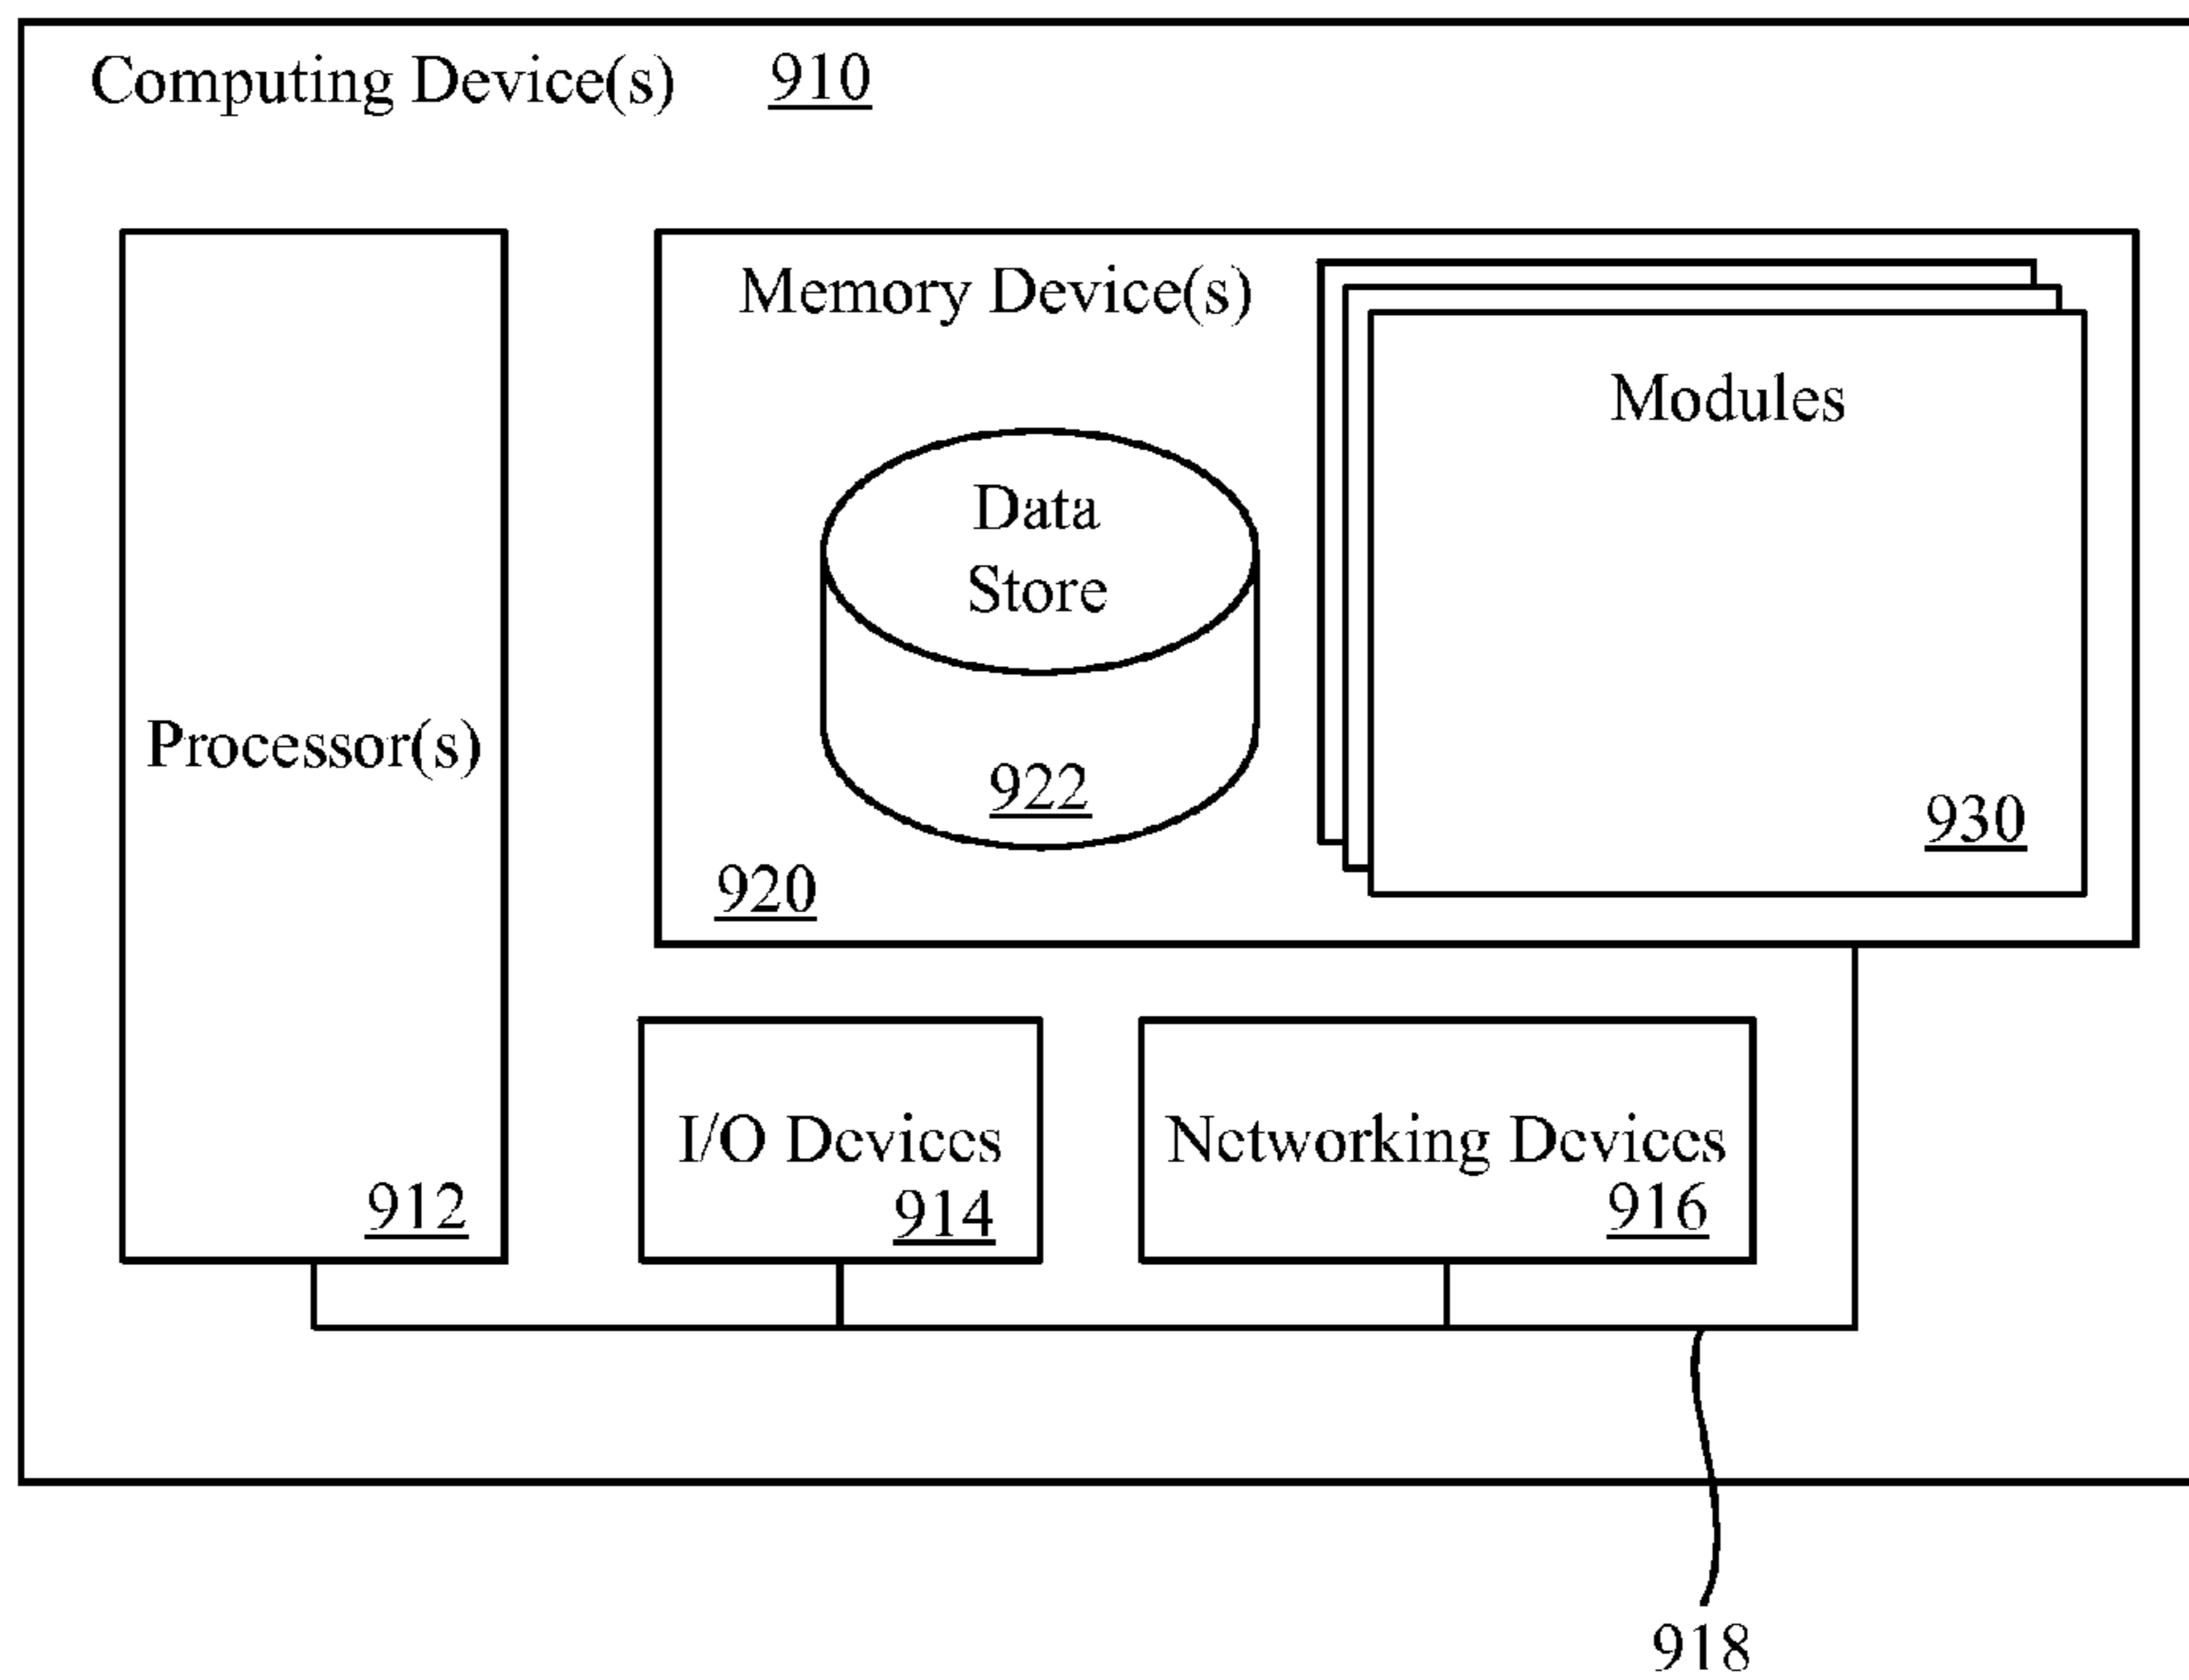 Computing Device(s) 910
Memory Device(s)
Modules
Data
Store
Processor(s)
922
930
920
I/O Devices
Networking Devices
912
914
916
918